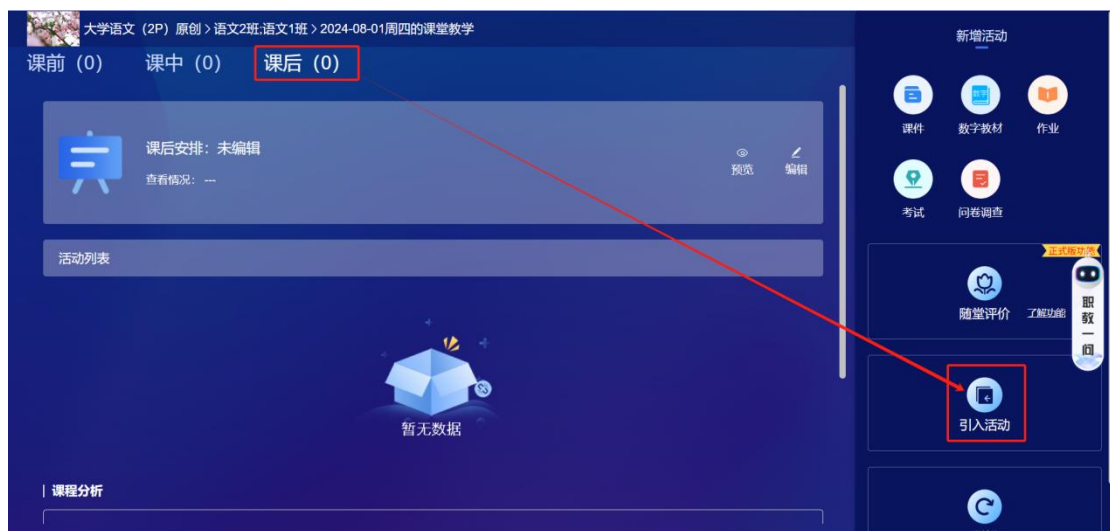 大学语文（2P）原创 > 语文2班;语文1班 > 2024-08-01周四的课堂教学
课前（0） 课中（0） 课后（0）
课后安排：未编辑
查看情况：---
预览 编辑
活动列表
暂无数据
课程分析
新增活动
课件 数字教材 作业
考试 问卷调查
正式版功能
随堂评价 了解功能
职教一问
引入活动